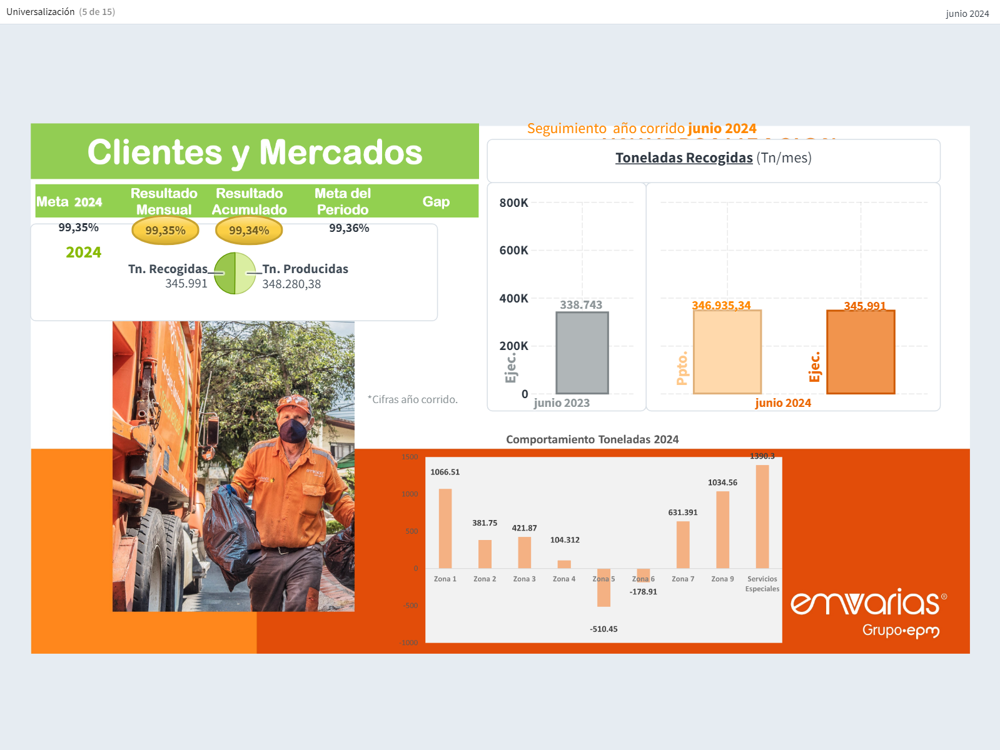 Universalización (5 de 15)
junio 2024
Clientes y Mercados
Seguimiento año corrido junio 2024
Toneladas Recogidas (Tn/mes)
Meta 2024
Resultado Mensual
Resultado Acumulado
Meta del Periodo
Gap
99,35%
99,35%
99,34%
99,36%
2024
Tn. Recogidas
345.991
Tn. Producidas
348.280,38
800K
600K
400K
200K
0
338.743
346.935,34
345.991
Ejec.
Ppto.
Ejec.
junio 2023
junio 2024
*Cifras año corrido.
Comportamiento Toneladas 2024
1500
1000
500
0
-500
-1000
1066.51
381.75
421.87
104.312
-510.45
-178.91
631.391
1034.56
1390.3
Zona 1
Zona 2
Zona 3
Zona 4
Zona 5
Zona 6
Zona 7
Zona 9
Servicios
Especiales
emvarias
emvarias®
Grupo·epm